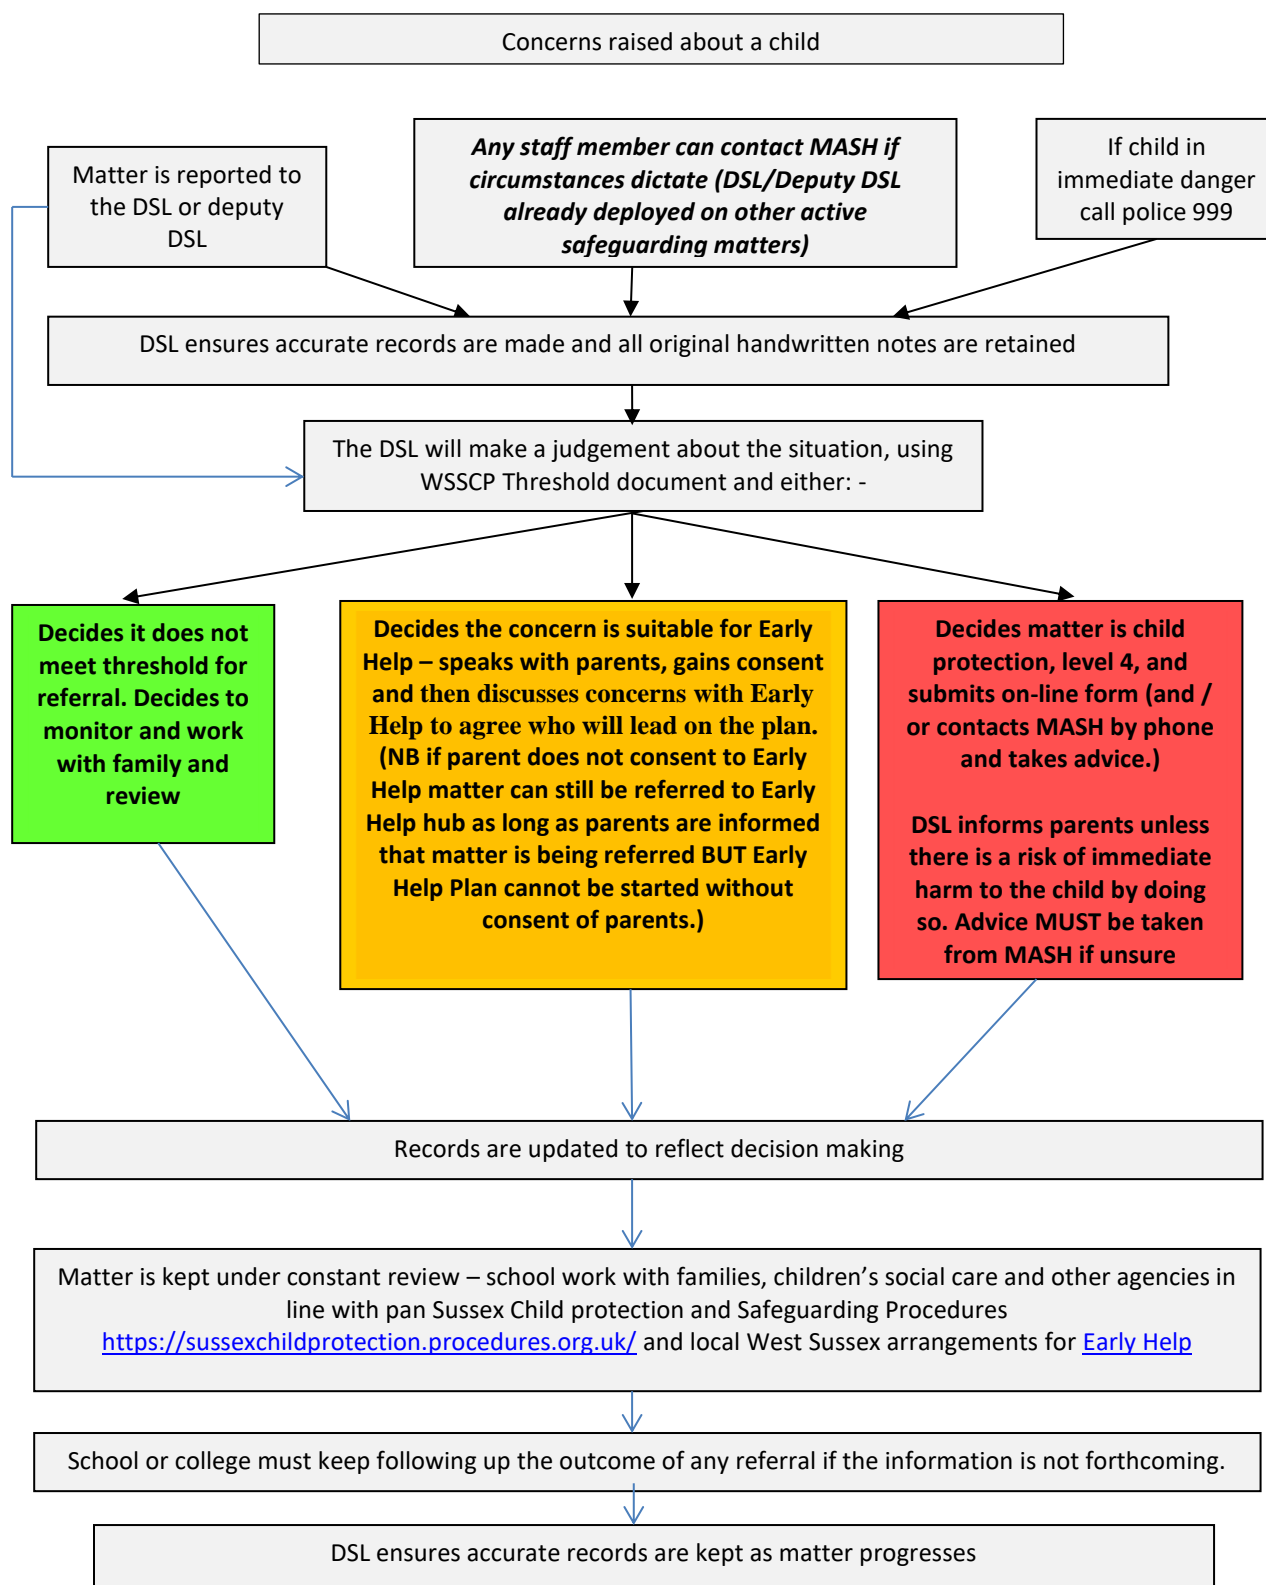 Concerns raised about a child
Matter is reported to
the DSL or deputy
DSL
Any staff member can contact MASH if
circumstances dictate (DSL/Deputy DSL
already deployed on other active
safeguarding matters)
If child in
immediate danger
call police 999
DSL ensures accurate records are made and all original handwritten notes are retained
The DSL will make a judgement about the situation, using
WSSCP Threshold document and either: -
Decides it does not
meet threshold for
referral. Decides to
monitor and work
with family and
review
Decides the concern is suitable for Early
Help – speaks with parents, gains consent
and then discusses concerns with Early
Help to agree who will lead on the plan.
(NB if parent does not consent to Early
Help matter can still be referred to Early
Help hub as long as parents are informed
that matter is being referred BUT Early
Help Plan cannot be started without
consent of parents.)
Decides matter is child
protection, level 4, and
submits on-line form (and /
or contacts MASH by phone
and takes advice.)
DSL informs parents unless
there is a risk of immediate
harm to the child by doing
so. Advice MUST be taken
from MASH if unsure
Records are updated to reflect decision making
Matter is kept under constant review – school work with families, children’s social care and other agencies in
line with pan Sussex Child protection and Safeguarding Procedures
https://sussexchildprotection.procedures.org.uk/ and local West Sussex arrangements for Early Help
School or college must keep following up the outcome of any referral if the information is not forthcoming.
DSL ensures accurate records are kept as matter progresses